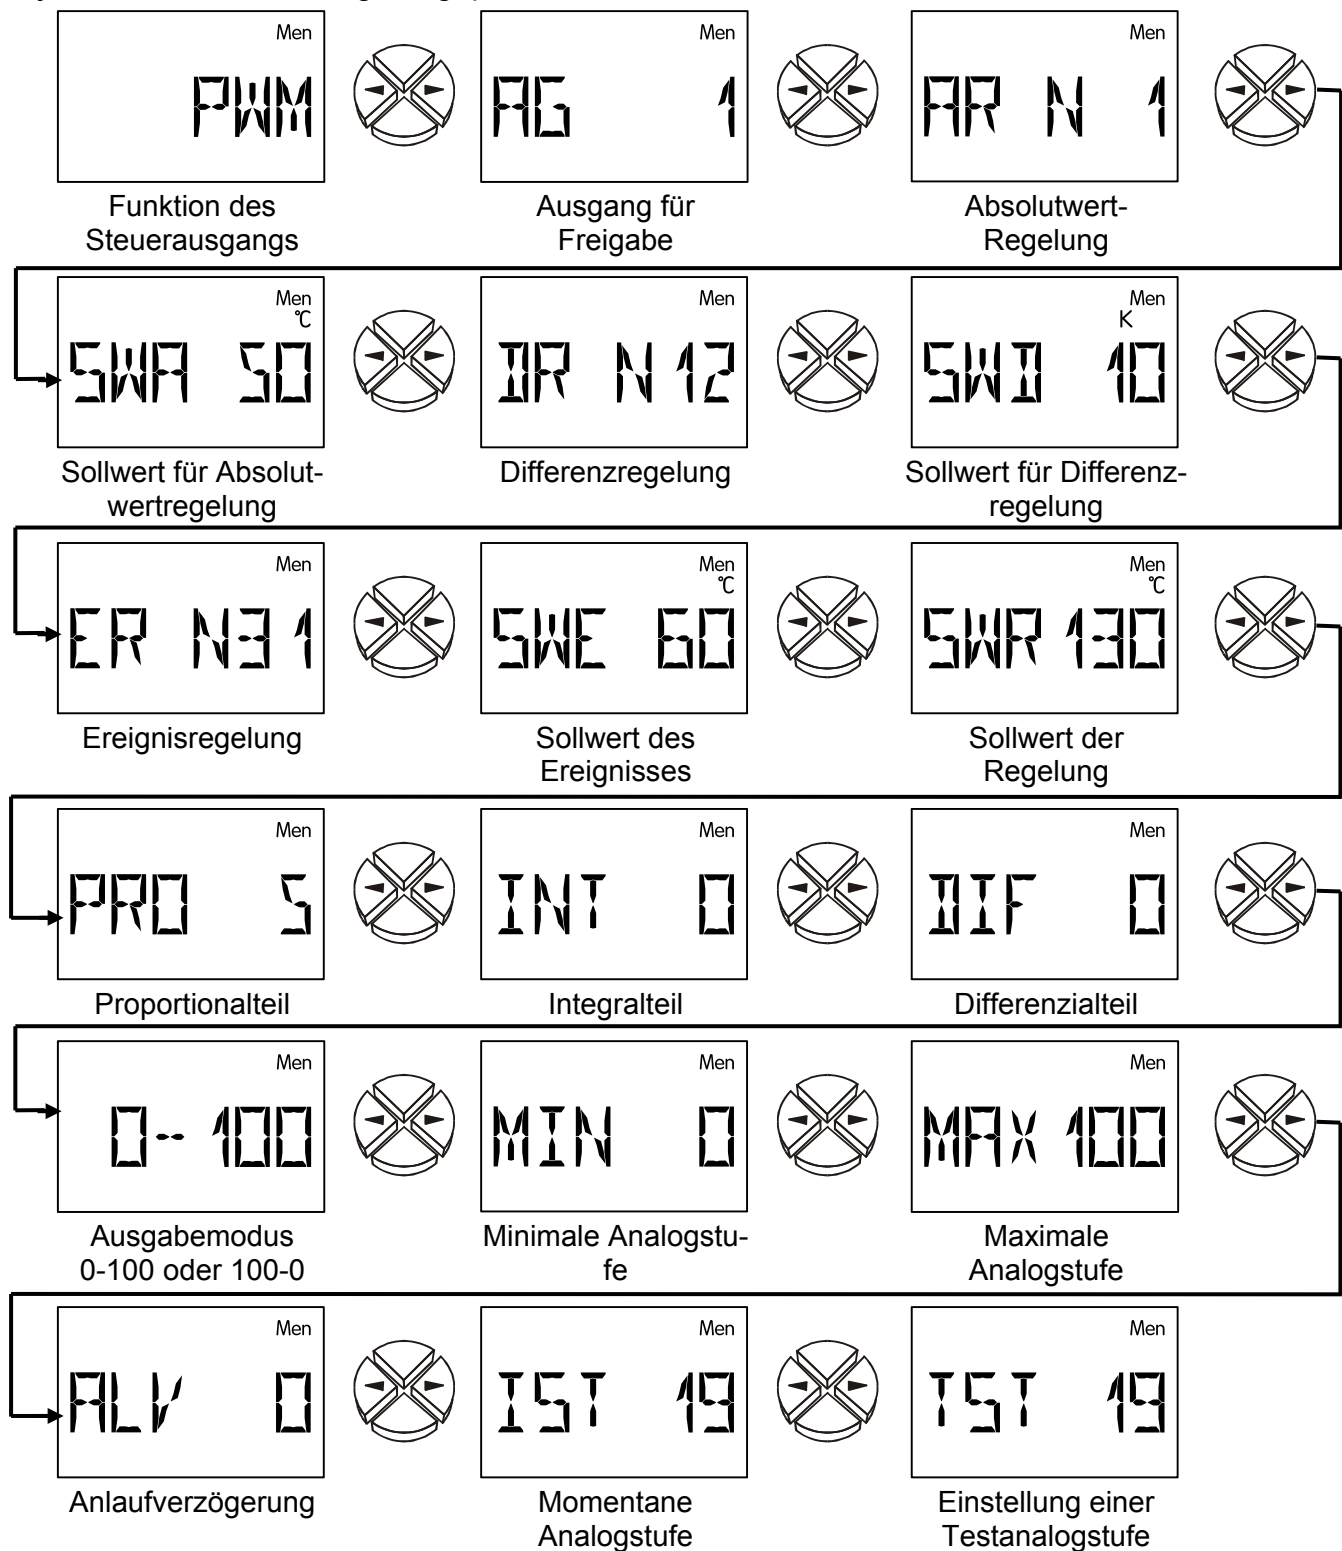 Men
PWM
Men
AG 1
Men
AR N 1
Funktion des
Steuerausgangs
Ausgang für
Freigabe
Absolutwert-
Regelung
Men
°C
SWA 50
Men
DR N12
Men
K
SWD 10
Sollwert für Absolut-
wertregelung
Differenzregelung
Sollwert für Differenz-
regelung
Men
ER N31
Men
°C
SWE 60
Men
°C
SWR 130
Ereignisregelung
Sollwert des
Ereignisses
Sollwert der
Regelung
Men
PRO 5
Men
INT 0
Men
DIF 0
Proportionalteil
Integralteil
Differenzialteil
Men
0-100
Men
MIN 0
Men
MAX 100
Ausgabemodus
0-100 oder 100-0
Minimale Analogstu-
fe
Maximale
Analogstufe
Men
ALV 0
Men
IST 19
Men
TST 19
Anlaufverzögerung
Momentane
Analogstufe
Einstellung einer
Testanalogstufe